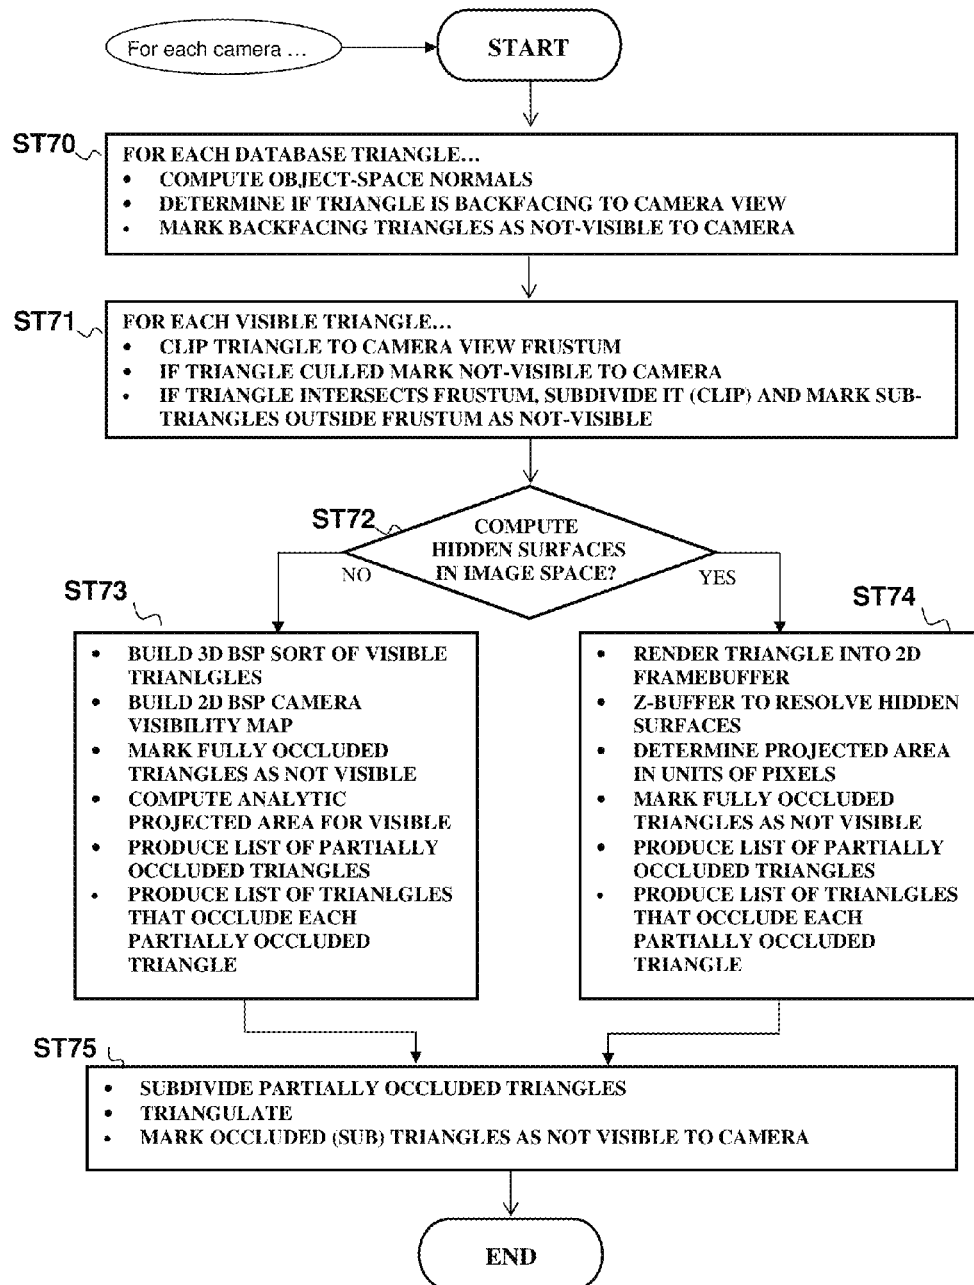 For each camera ...
START
ST70
FOR EACH DATABASE TRIANGLE...
• COMPUTE OBJECT-SPACE NORMALS
• DETERMINE IF TRIANGLE IS BACKFACING TO CAMERA VIEW
• MARK BACKFACING TRIANGLES AS NOT-VISIBLE TO CAMERA
ST71
FOR EACH VISIBLE TRIANGLE...
• CLIP TRIANGLE TO CAMERA VIEW FRUSTUM
• IF TRIANGLE CULLED MARK NOT-VISIBLE TO CAMERA
• IF TRIANGLE INTERSECTS FRUSTUM, SUBDIVIDE IT (CLIP) AND MARK SUB-
TRIANGLES OUTSIDE FRUSTUM AS NOT-VISIBLE
ST72
COMPUTE
HIDDEN SURFACES
IN IMAGE SPACE?
NO
YES
ST73
• BUILD 3D BSP SORT OF VISIBLE
TRIANLGLES
• BUILD 2D BSP CAMERA
VISIBILITY MAP
• MARK FULLY OCCLUDED
TRIANGLES AS NOT VISIBLE
• COMPUTE ANALYTIC
PROJECTED AREA FOR VISIBLE
• PRODUCE LIST OF PARTIALLY
OCCLUDED TRIANGLES
• PRODUCE LIST OF TRIANLGLES
THAT OCCLUDE EACH
PARTIALLY OCCLUDED
TRIANGLE
ST74
• RENDER TRIANGLE INTO 2D
FRAMEBUFFER
• Z-BUFFER TO RESOLVE HIDDEN
SURFACES
• DETERMINE PROJECTED AREA
IN UNITS OF PIXELS
• MARK FULLY OCCLUDED
TRIANGLES AS NOT VISIBLE
• PRODUCE LIST OF PARTIALLY
OCCLUDED TRIANGLES
• PRODUCE LIST OF TRIANLGLES
THAT OCCLUDE EACH
PARTIALLY OCCLUDED
TRIANGLE
ST75
• SUBDIVIDE PARTIALLY OCCLUDED TRIANGLES
• TRIANGULATE
• MARK OCCLUDED (SUB) TRIANGLES AS NOT VISIBLE TO CAMERA
END